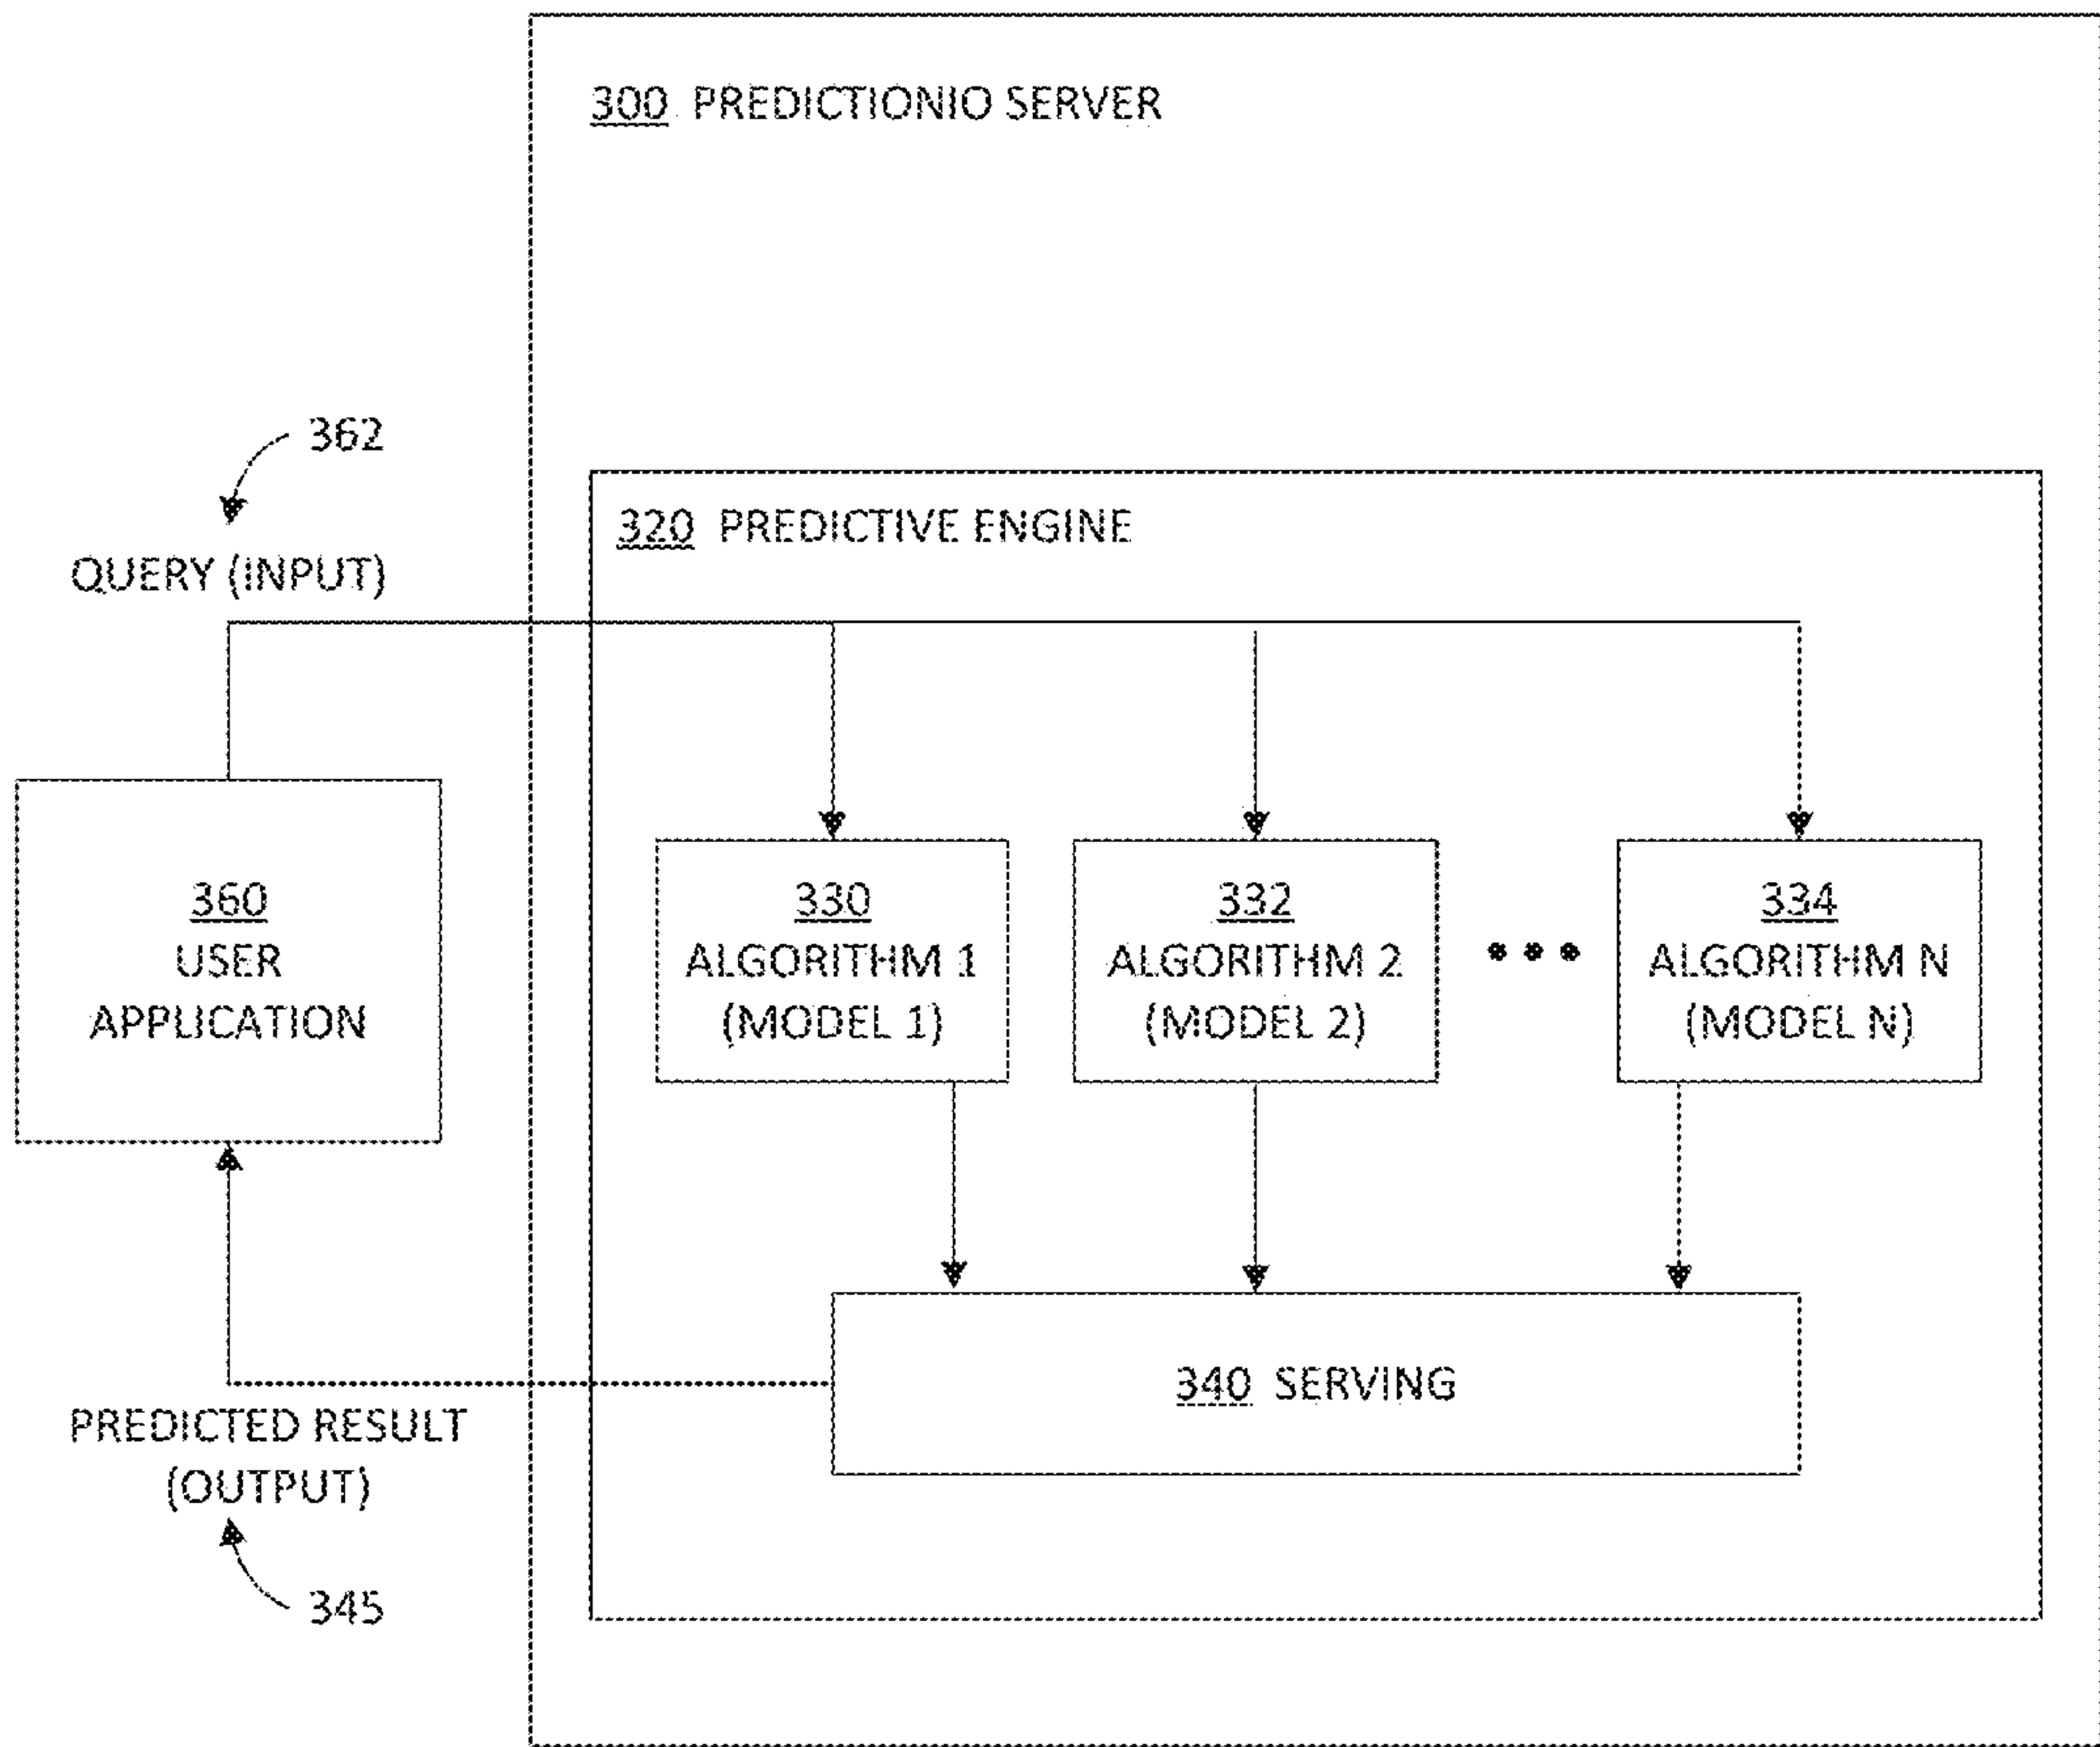 300 PREDICTIONIO SERVER
362
QUERY (INPUT)
320 PREDICTIVE ENGINE
360
USER
APPLICATION
330
ALGORITHM 1
(MODEL 1)
332
ALGORITHM 2
(MODEL 2)
334
ALGORITHM N
(MODEL N)
340 SERVING
PREDICTED RESULT
(OUTPUT)
345